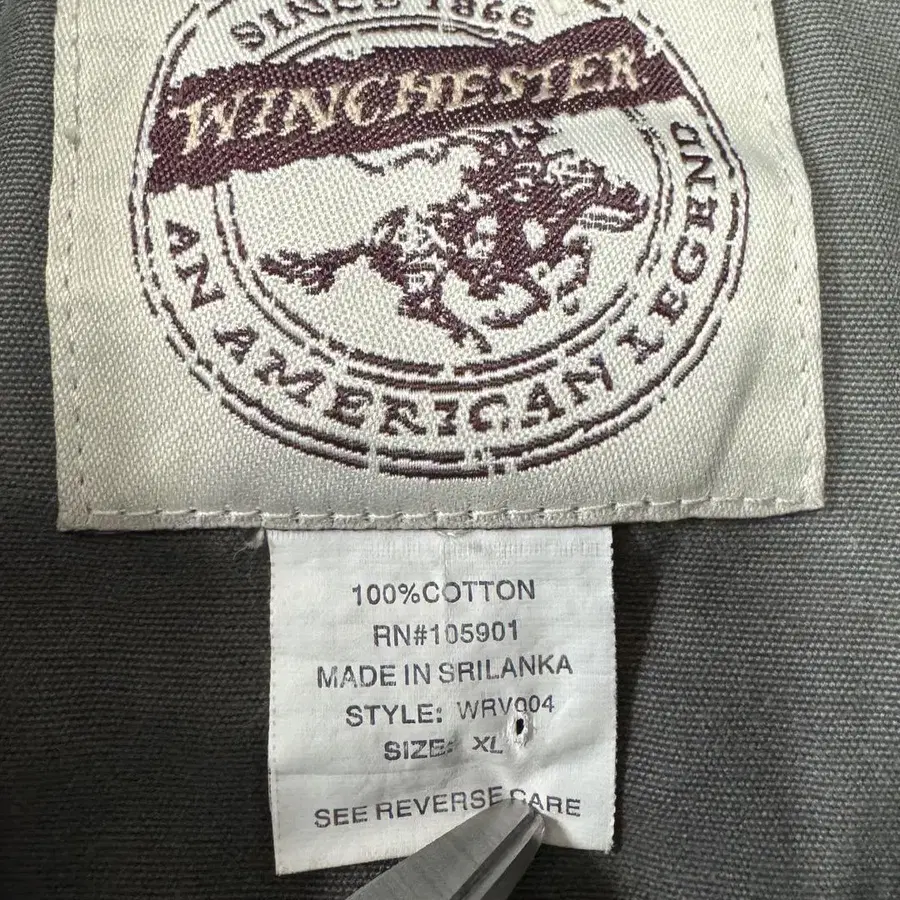 SINCE 1866
WINCHESTER
AN AMERICAN LEGEND
100%COTTON
RN#105901
MADE IN SRILANKA
STYLE: WRV004
SIZE: XL
SEE REVERSE CARE